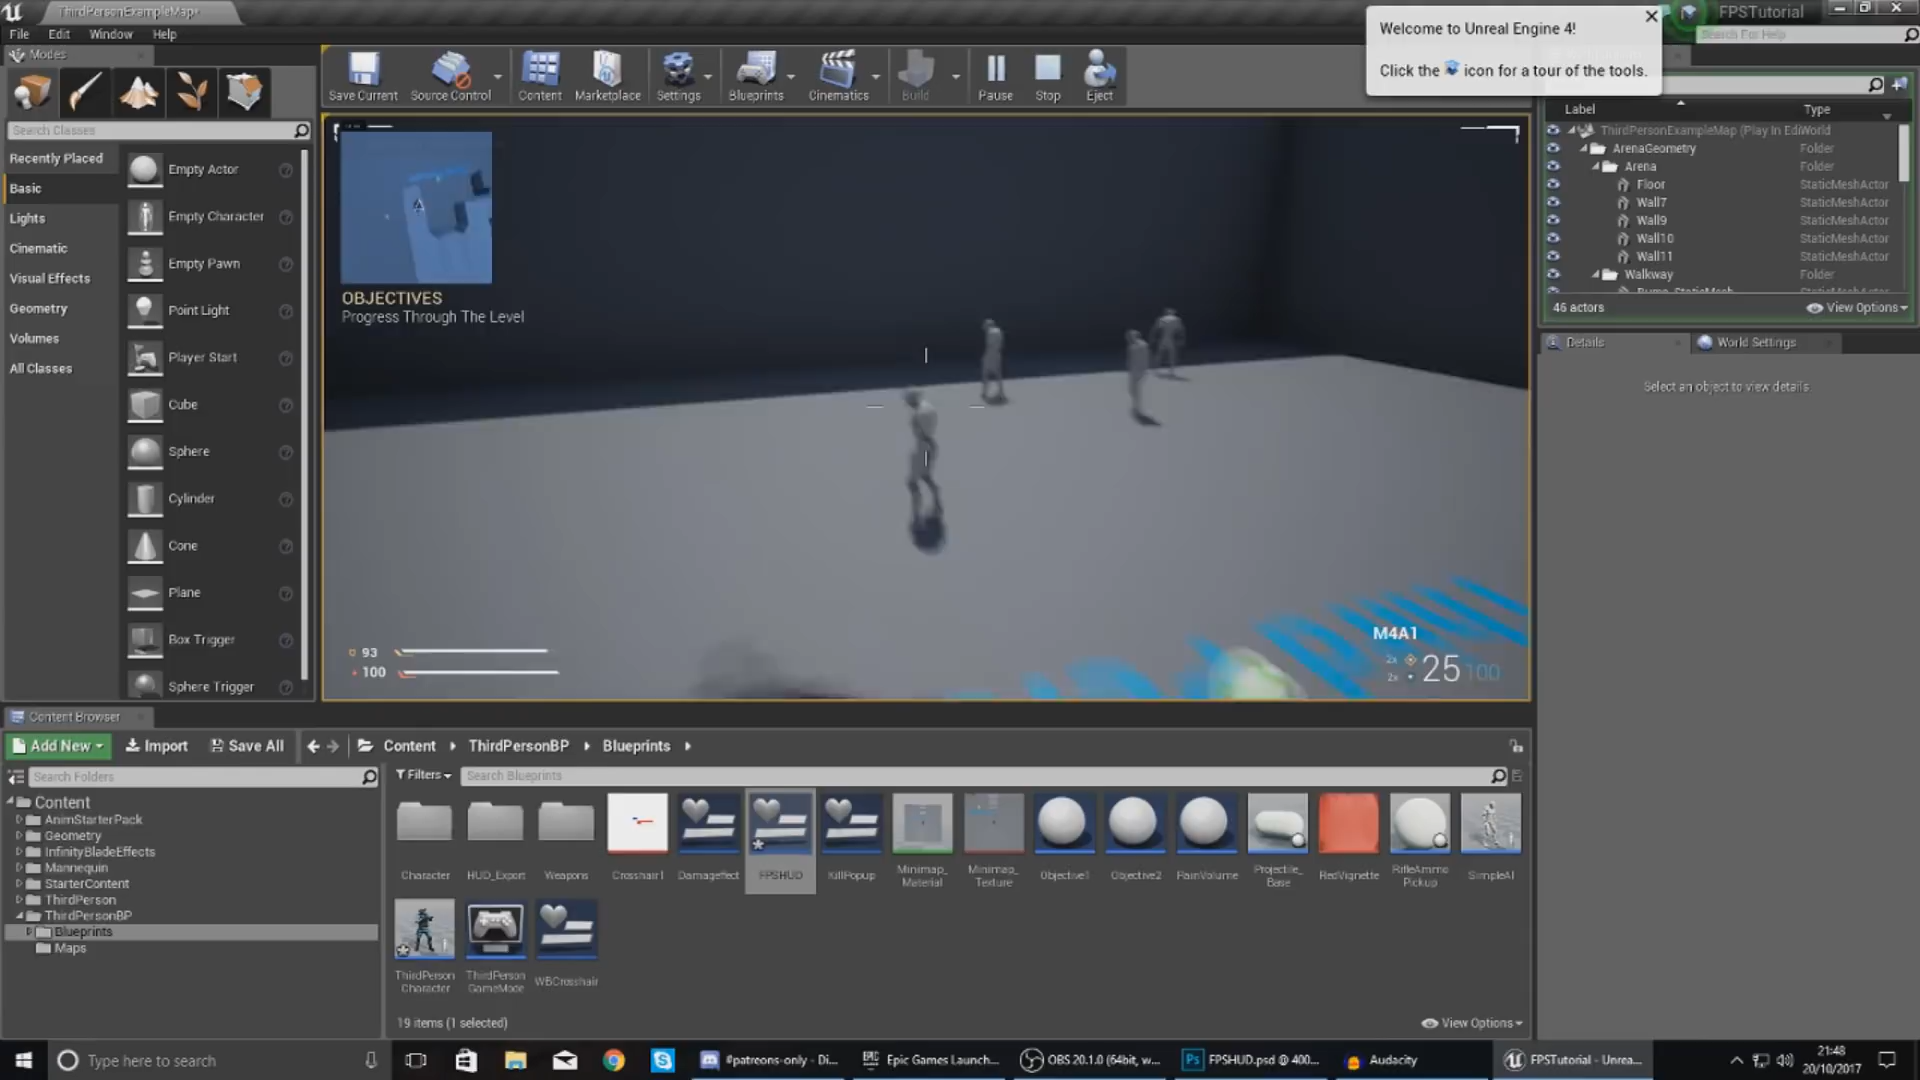 ThirdPersonExampleMap*
FPSTutorial
File Edit Window Help
Search For Help
Welcome to Unreal Engine 4!
Click the icon for a tour of the tools.
Modes
Save Current
Source Control
Content
Marketplace
Settings
Blueprints
Cinematics
Build
Pause
Stop
Eject
Search Classes
Recently Placed
Basic
Lights
Cinematic
Visual Effects
Geometry
Volumes
All Classes
Empty Actor
Empty Character
Empty Pawn
Point Light
Player Start
Cube
Sphere
Cylinder
Cone
Plane
Box Trigger
Sphere Trigger
OBJECTIVES
Progress Through The Level
93
100
M4A1
2x
2x
25 100
Label Type
ThirdPersonExampleMap (Play In Edi World
ArenaGeometry Folder
Arena Folder
Floor StaticMeshActor
Wall7 StaticMeshActor
Wall9 StaticMeshActor
Wall10 StaticMeshActor
Wall11 StaticMeshActor
Walkway Folder
46 actors
View Options
Details
World Settings
Select an object to view details
Content Browser
Add New
Import
Save All
Content
ThirdPersonBP
Blueprints
Search Folders
Filters
Search Blueprints
Content
AnimStarterPack
Geometry
InfinityBladeEffects
Mannequin
StarterContent
ThirdPerson
ThirdPersonBP
Blueprints
Maps
Character
HUD_Export
Weapons
Crosshair1
Damageffect
FPSHUD
KillPopup
Minimap_
Material
Minimap_
Texture
Objective1
Objective2
PainVolume
Projectile_
Base
RedVignette
RifleAmmo
Pickup
SimpleAI
ThirdPerson
Character
ThirdPerson
GameMode
WBCrosshair
19 items (1 selected)
View Options
Type here to search
#patreons-only - Di...
Epic Games Launch...
OBS 20.1.0 (64bit, w...
FPSHUD.psd @ 400...
Audacity
FPSTutorial - Unrea...
21:48
20/10/2017